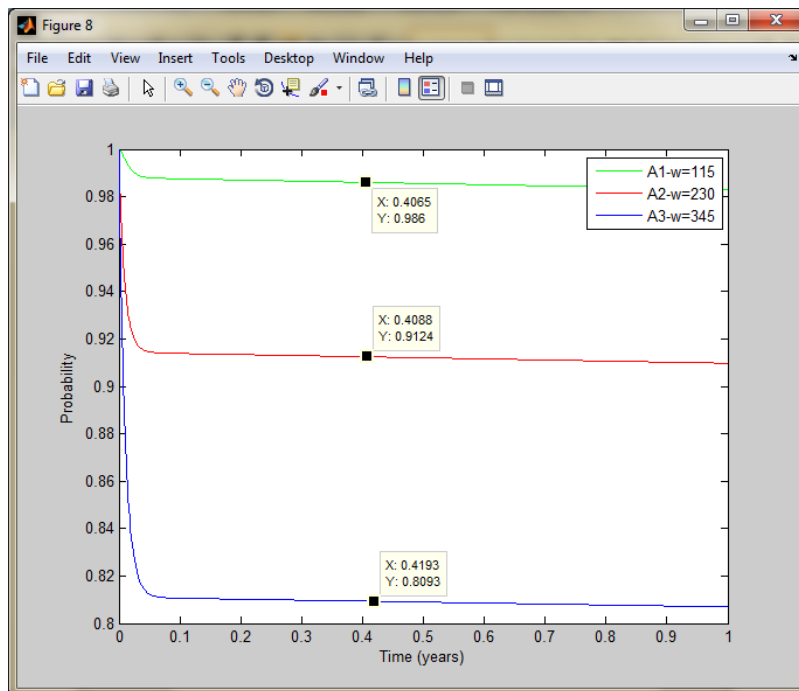 Figure 8
File Edit View Insert Tools Desktop Window Help
A1-w=115
A2-w=230
A3-w=345
X: 0.4065
Y: 0.986
X: 0.4088
Y: 0.9124
X: 0.4193
Y: 0.8093
Probability
1
0.98
0.96
0.94
0.92
0.9
0.88
0.86
0.84
0.82
0.8
0 0.1 0.2 0.3 0.4 0.5 0.6 0.7 0.8 0.9 1
Time (years)